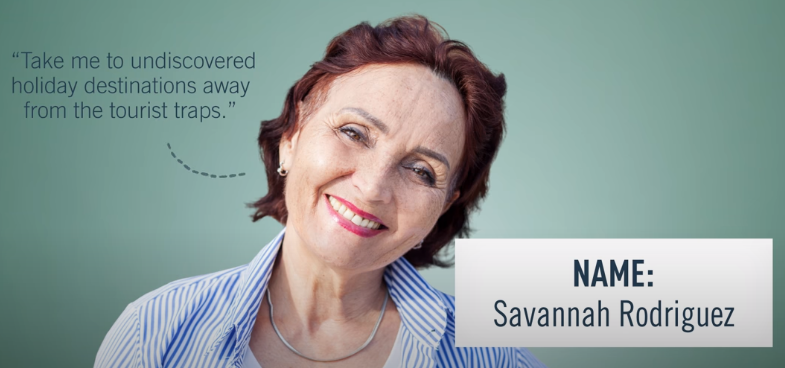 “Take me to undiscovered
holiday destinations away
from the tourist traps.”
NAME:
Savannah Rodriguez